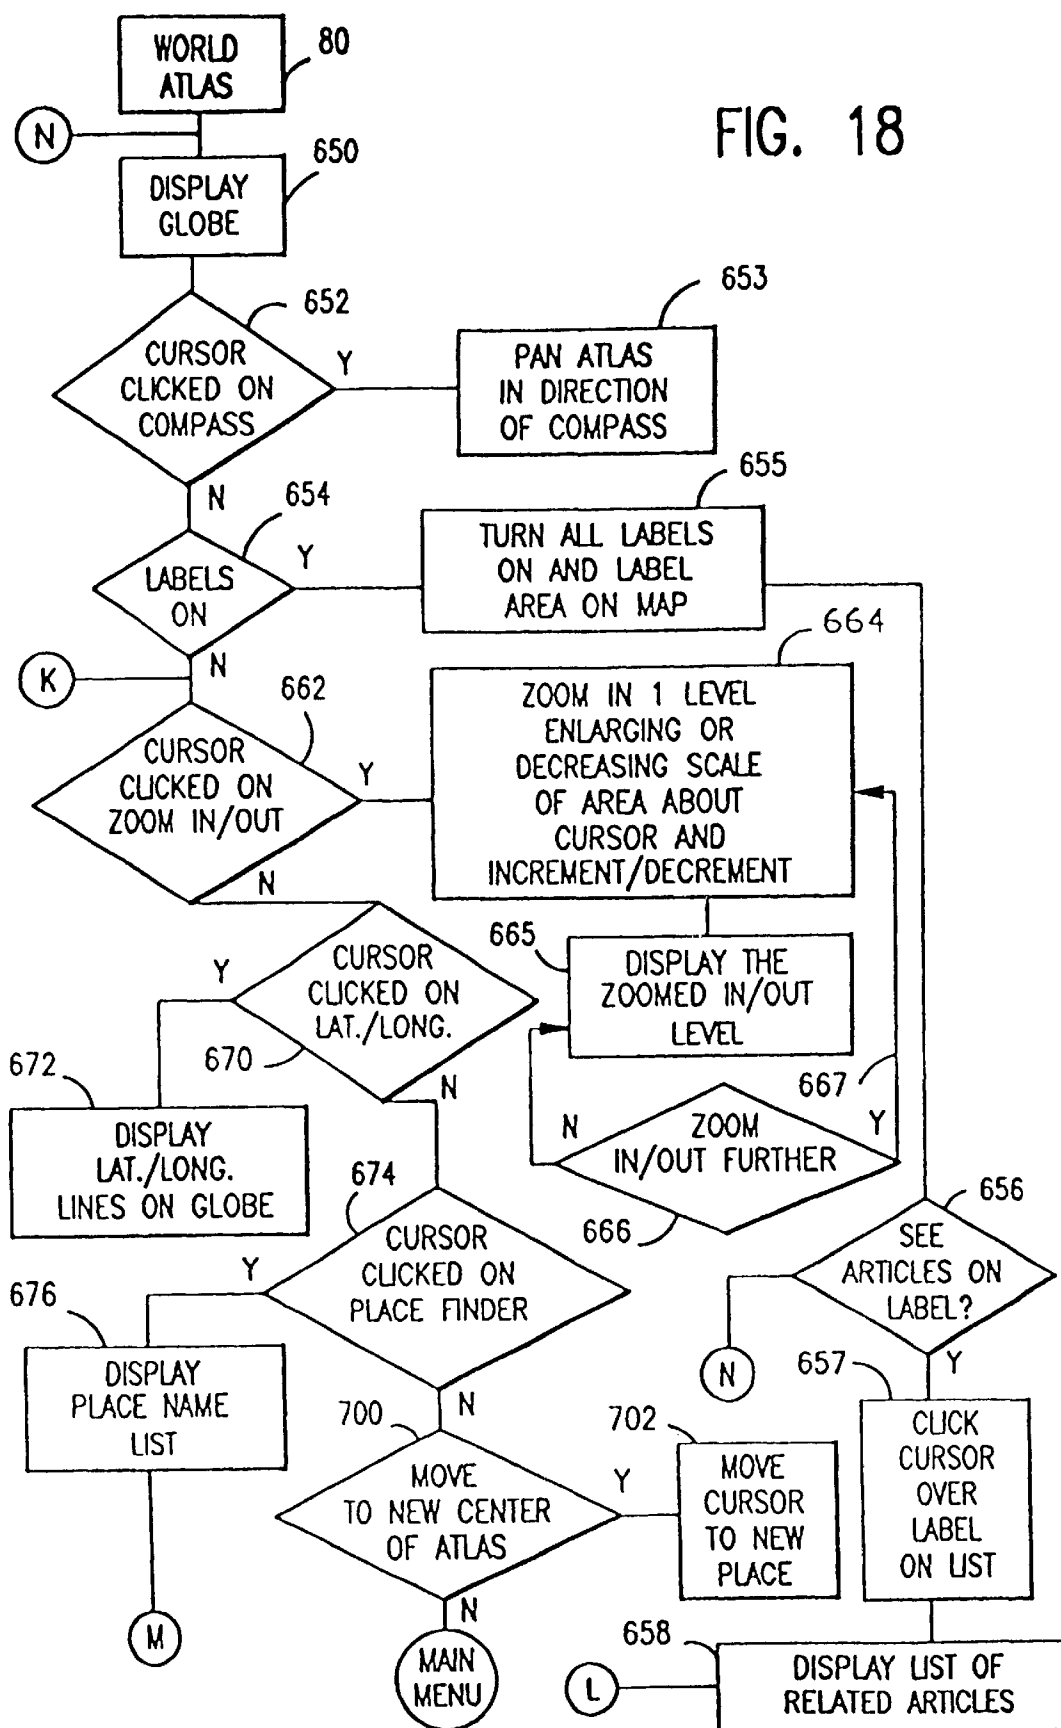 WORLD
ATLAS
80
N
FIG. 18
DISPLAY
GLOBE
650
652
CURSOR
CLICKED ON
COMPASS
Y
653
PAN ATLAS
IN DIRECTION
OF COMPASS
N
654
LABELS
ON
Y
655
TURN ALL LABELS
ON AND LABEL
AREA ON MAP
N
K
662
CURSOR
CLICKED ON
ZOOM IN/OUT
Y
664
ZOOM IN 1 LEVEL
ENLARGING OR
DECREASING SCALE
OF AREA ABOUT
CURSOR AND
INCREMENT/DECREMENT
N
665
DISPLAY THE
ZOOMED IN/OUT
LEVEL
Y
CURSOR
CLICKED ON
LAT./LONG.
670
N
672
DISPLAY
LAT./LONG.
LINES ON GLOBE
667
N
ZOOM
IN/OUT FURTHER
Y
666
674
CURSOR
CLICKED ON
PLACE FINDER
Y
656
SEE
ARTICLES ON
LABEL?
N
676
DISPLAY
PLACE NAME
LIST
N
Y
657
CLICK
CURSOR
OVER
LABEL
ON LIST
700
MOVE
TO NEW CENTER
OF ATLAS
Y
702
MOVE
CURSOR
TO NEW
PLACE
N
M
MAIN
MENU
658
L
DISPLAY LIST OF
RELATED ARTICLES